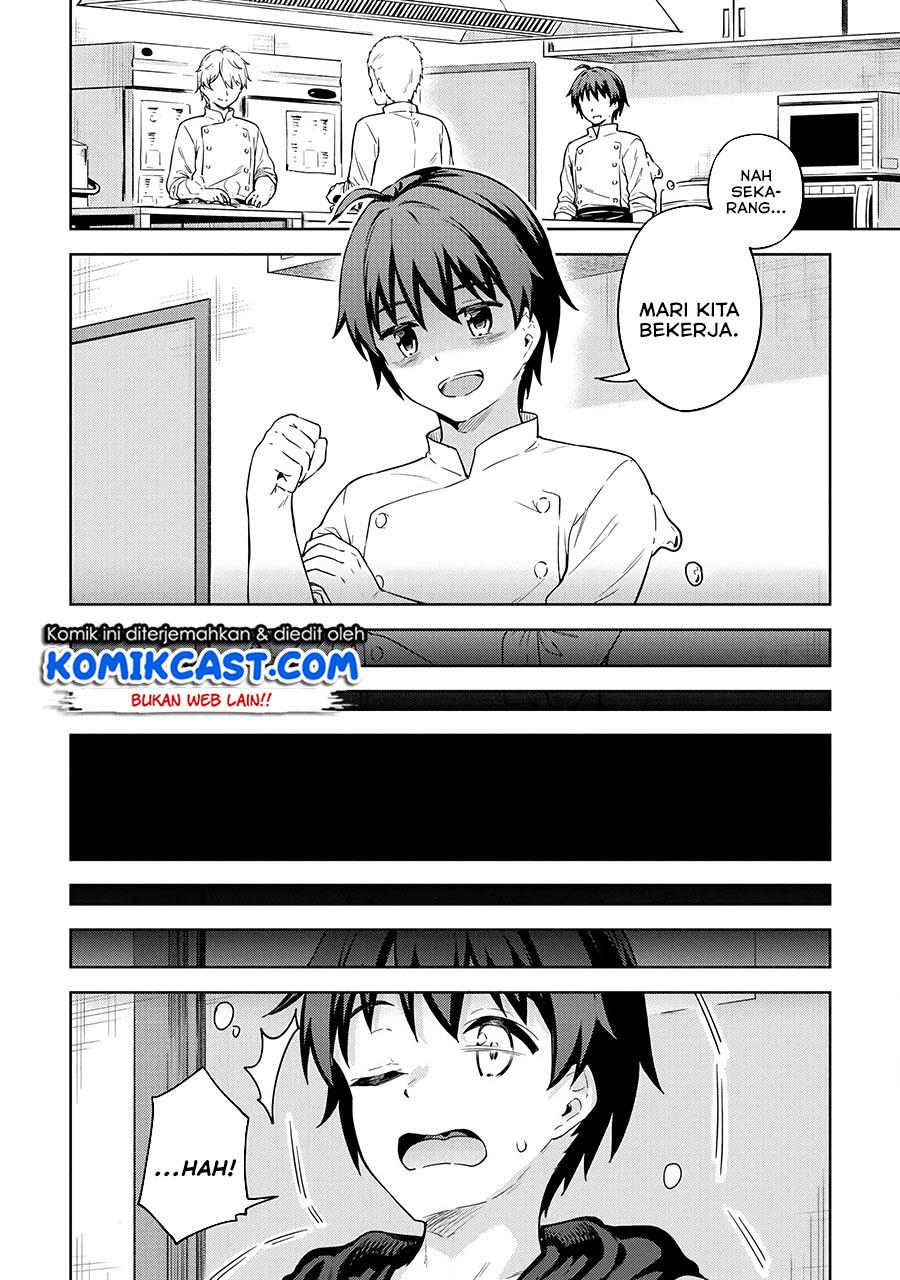 NAH
SEKA-
RANG...
MARI KITA
BEKERJA.
Komik ini diterjemahkan & diedit oleh
KOMIKCAST.COM
BUKAN WEB LAIN!!
...HAH!